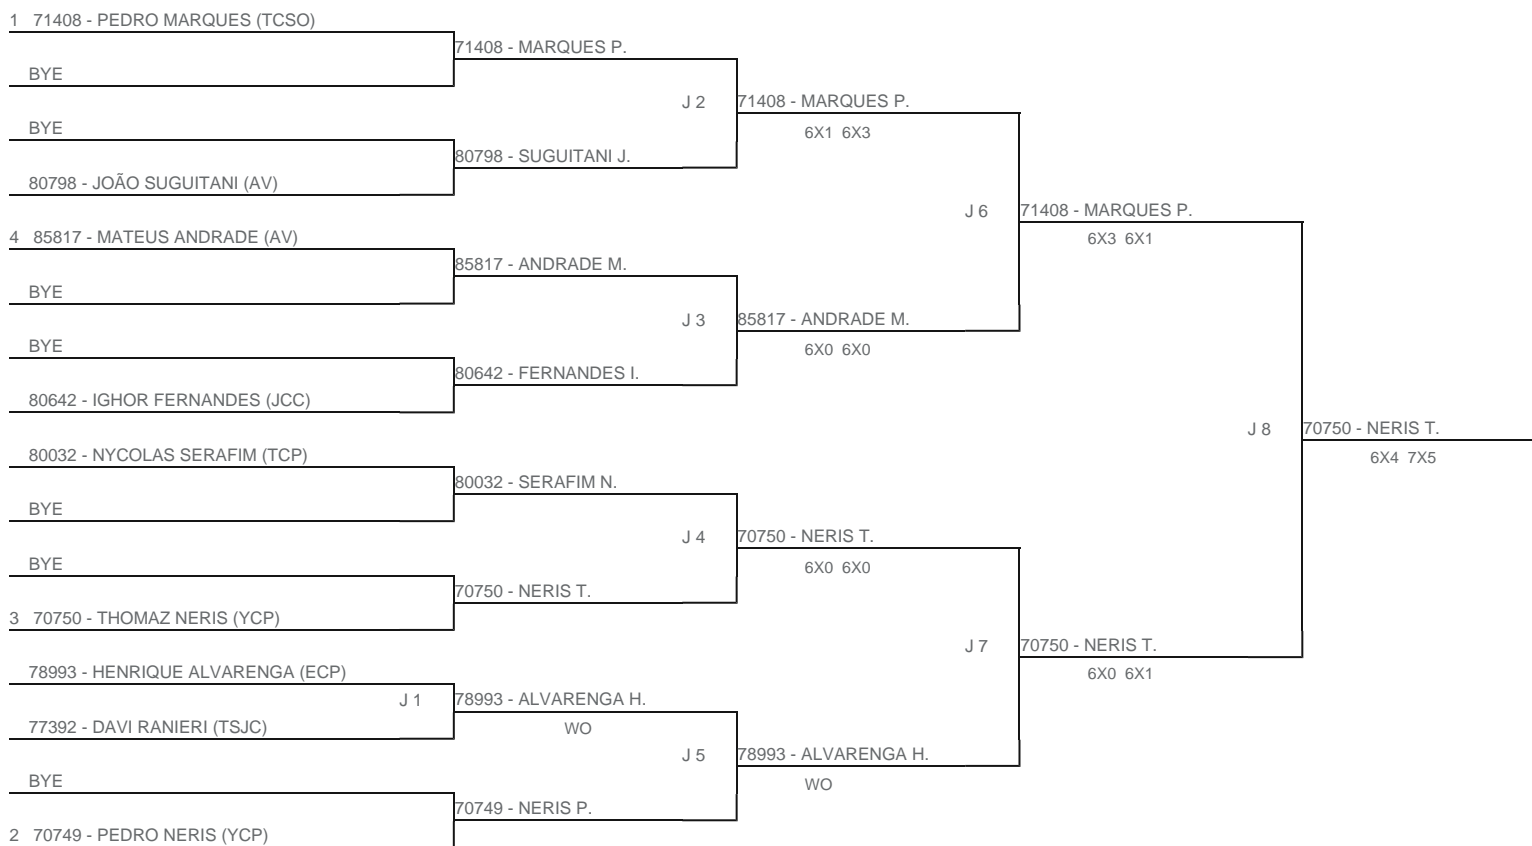 1 71408 - PEDRO MARQUES (TCSO)
71408 - MARQUES P.
BYE
J 2
71408 - MARQUES P.
6X1 6X3
BYE
80798 - SUGUITANI J.
80798 - JOÃO SUGUITANI (AV)
J 6
71408 - MARQUES P.
6X3 6X1
4 85817 - MATEUS ANDRADE (AV)
85817 - ANDRADE M.
BYE
J 3
85817 - ANDRADE M.
6X0 6X0
BYE
80642 - FERNANDES I.
80642 - IGHOR FERNANDES (JCC)
J 8
70750 - NERIS T.
6X4 7X5
80032 - NYCOLAS SERAFIM (TCP)
80032 - SERAFIM N.
BYE
J 4
70750 - NERIS T.
6X0 6X0
BYE
70750 - NERIS T.
3 70750 - THOMAZ NERIS (YCP)
J 7
70750 - NERIS T.
6X0 6X1
78993 - HENRIQUE ALVARENGA (ECP)
J 1
78993 - ALVARENGA H.
WO
77392 - DAVI RANIERI (TSJC)
J 5
78993 - ALVARENGA H.
WO
BYE
70749 - NERIS P.
2 70749 - PEDRO NERIS (YCP)